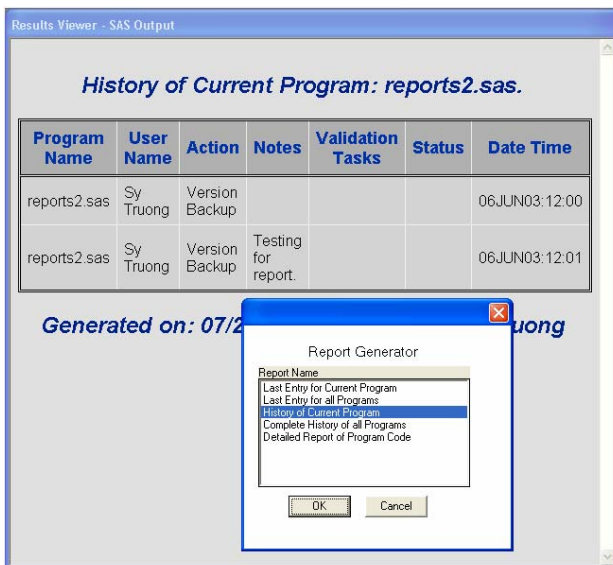 Results Viewer - SAS Output
History of Current Program: reports2.sas.
Program Name User Name Action Notes Validation Tasks Status Date Time
reports2.sas Sy Truong Version Backup 06JUN03:12:00
reports2.sas Sy Truong Version Backup Testing for report. 06JUN03:12:01
Generated on: 07/2
Report Generator
Report Name
Last Entry for Current Program
Last Entry for all Programs
History of Current Program
Complete History of all Programs
Detailed Report of Program Code
OK Cancel